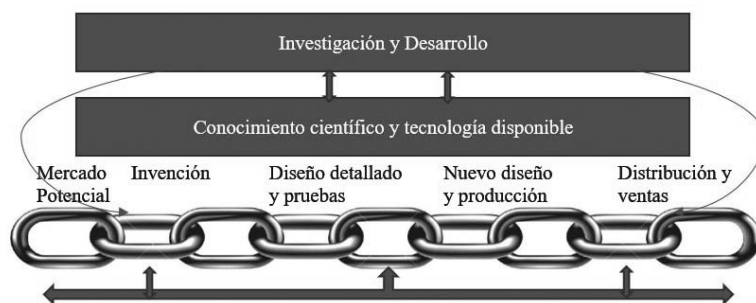 Investigación y Desarrollo
Conocimiento científico y tecnología disponible
Mercado
Potencial
Invención
Diseño detallado
y pruebas
Nuevo diseño
y producción
Distribución y
ventas